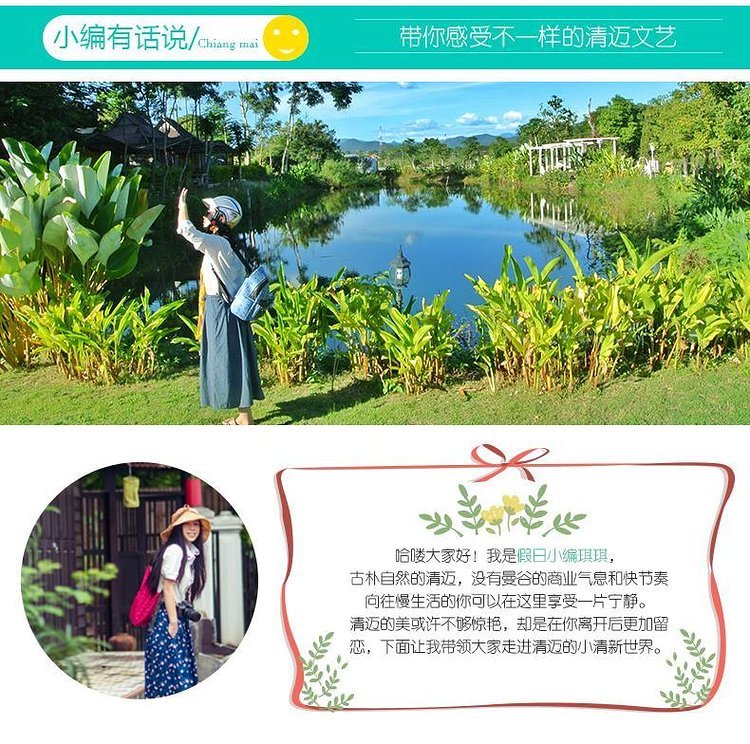 小编有话说/Chiang mai
带你感受不一样的清迈文艺
哈喽大家好！我是假日小编琪琪，
古朴自然的清迈，没有曼谷的商业气息和快节奏
向往慢生活的你可以在这里享受一片宁静。
清迈的美或许不够惊艳，却是在你离开后更加留
恋，下面让我带领大家走进清迈的小清新世界。